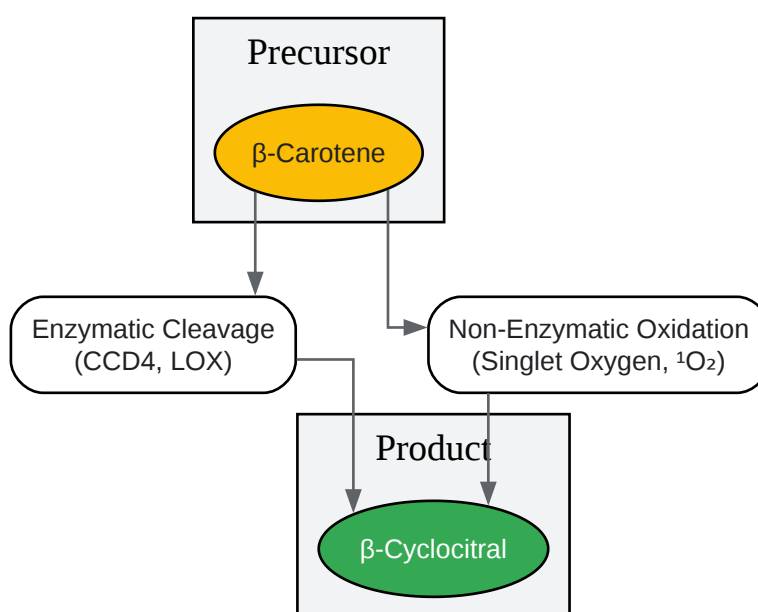 Precursor
β-Carotene
Enzymatic Cleavage
(CCD4, LOX)
Non-Enzymatic Oxidation
(Singlet Oxygen, ¹O₂)
Product
β-Cyclocitral